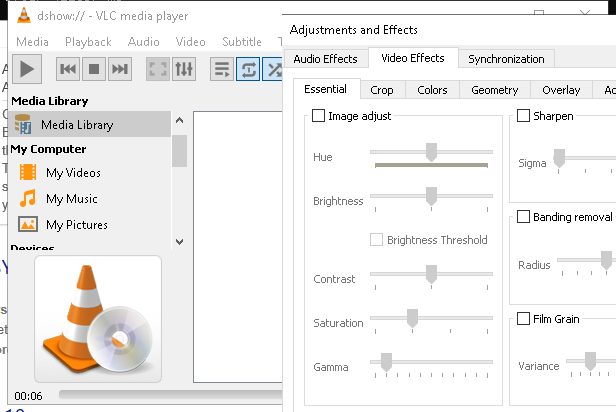 dshow:// - VLC media player
Media Playback Audio Video Subtitle
Media Library
Media Library
My Computer
My Videos
My Music
My Pictures
Devices
00:06
Adjustments and Effects
Audio Effects Video Effects Synchronization
Essential Crop Colors Geometry Overlay
Image adjust
Hue
Brightness
Brightness Threshold
Contrast
Saturation
Gamma
Sharpen
Sigma
Banding removal
Radius
Film Grain
Variance